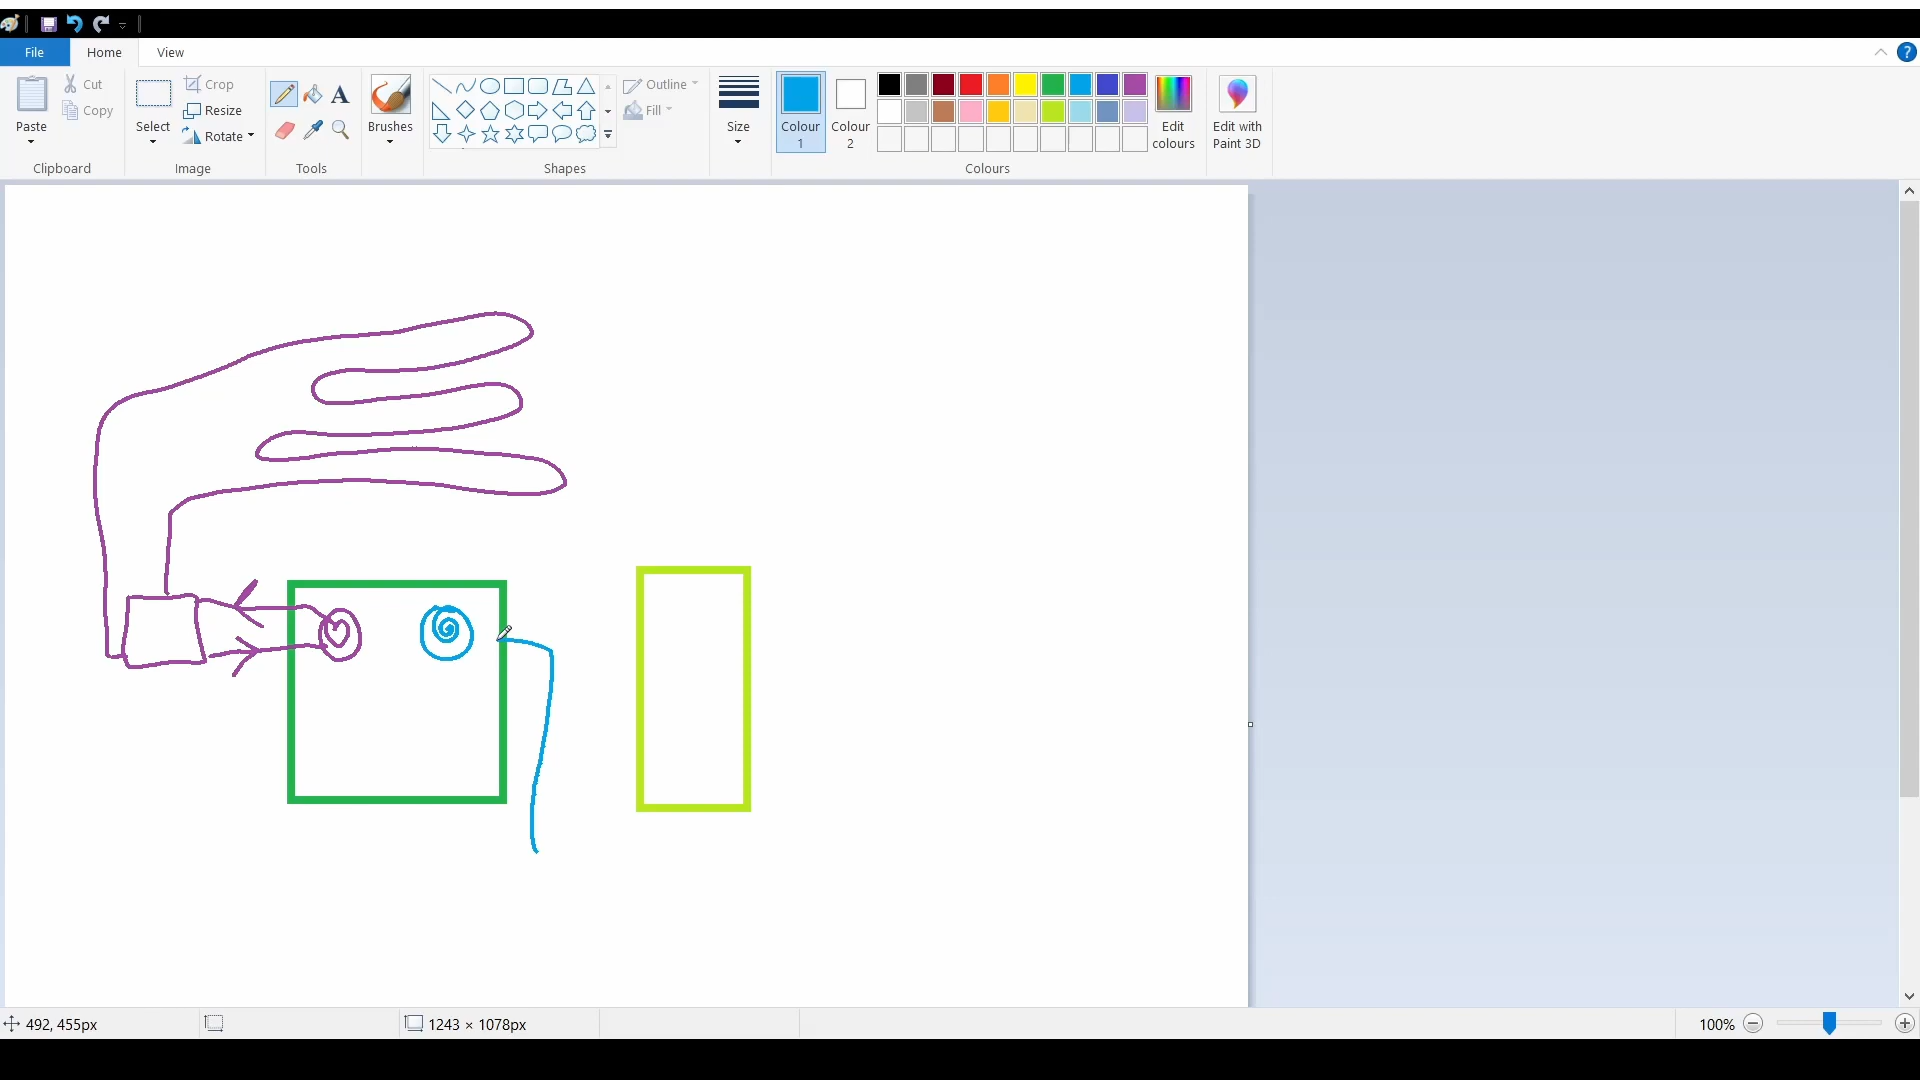 File Home View
Cut Crop Outline
Copy Resize Fill
Paste Select Rotate Brushes Size Colour 1 Colour 2 Edit colours Edit with Paint 3D
Clipboard Image Tools Shapes Colours
492, 455px 1243 × 1078px 100%